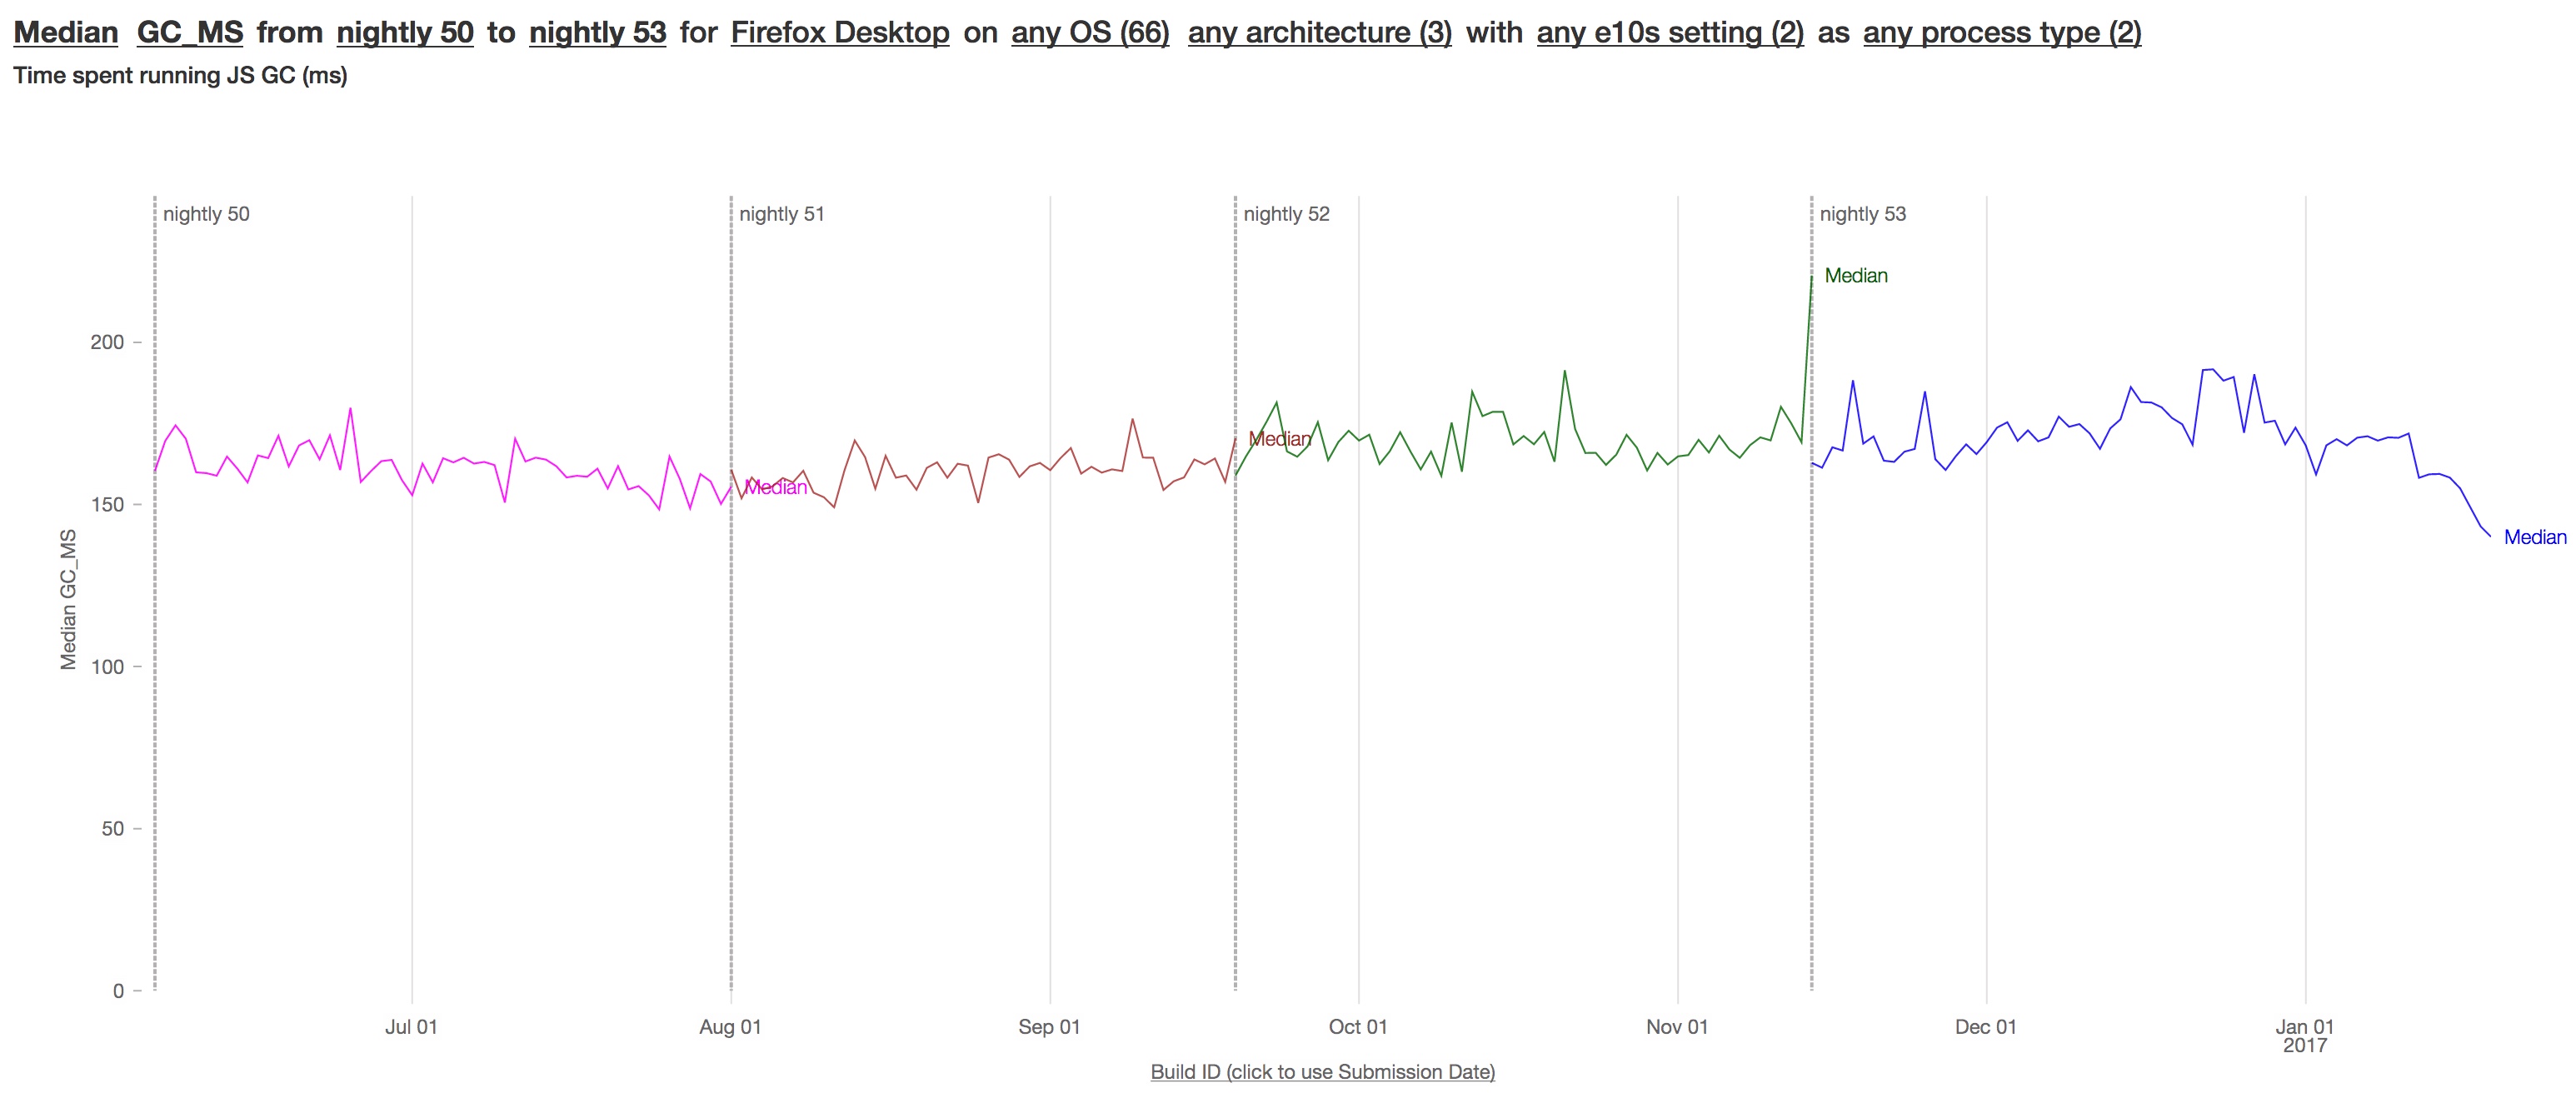 Median GC_MS from nightly 50 to nightly 53 for Firefox Desktop on any OS (66) any architecture (3) with any e10s setting (2) as any process type (2)
Time spent running JS GC (ms)
nightly 50
nightly 51
nightly 52
nightly 53
Median
200
Median
150
Median
Median
Median GC_MS
100
50
0
Jul 01
Aug 01
Sep 01
Oct 01
Nov 01
Dec 01
Jan 01
2017
Build ID (click to use Submission Date)